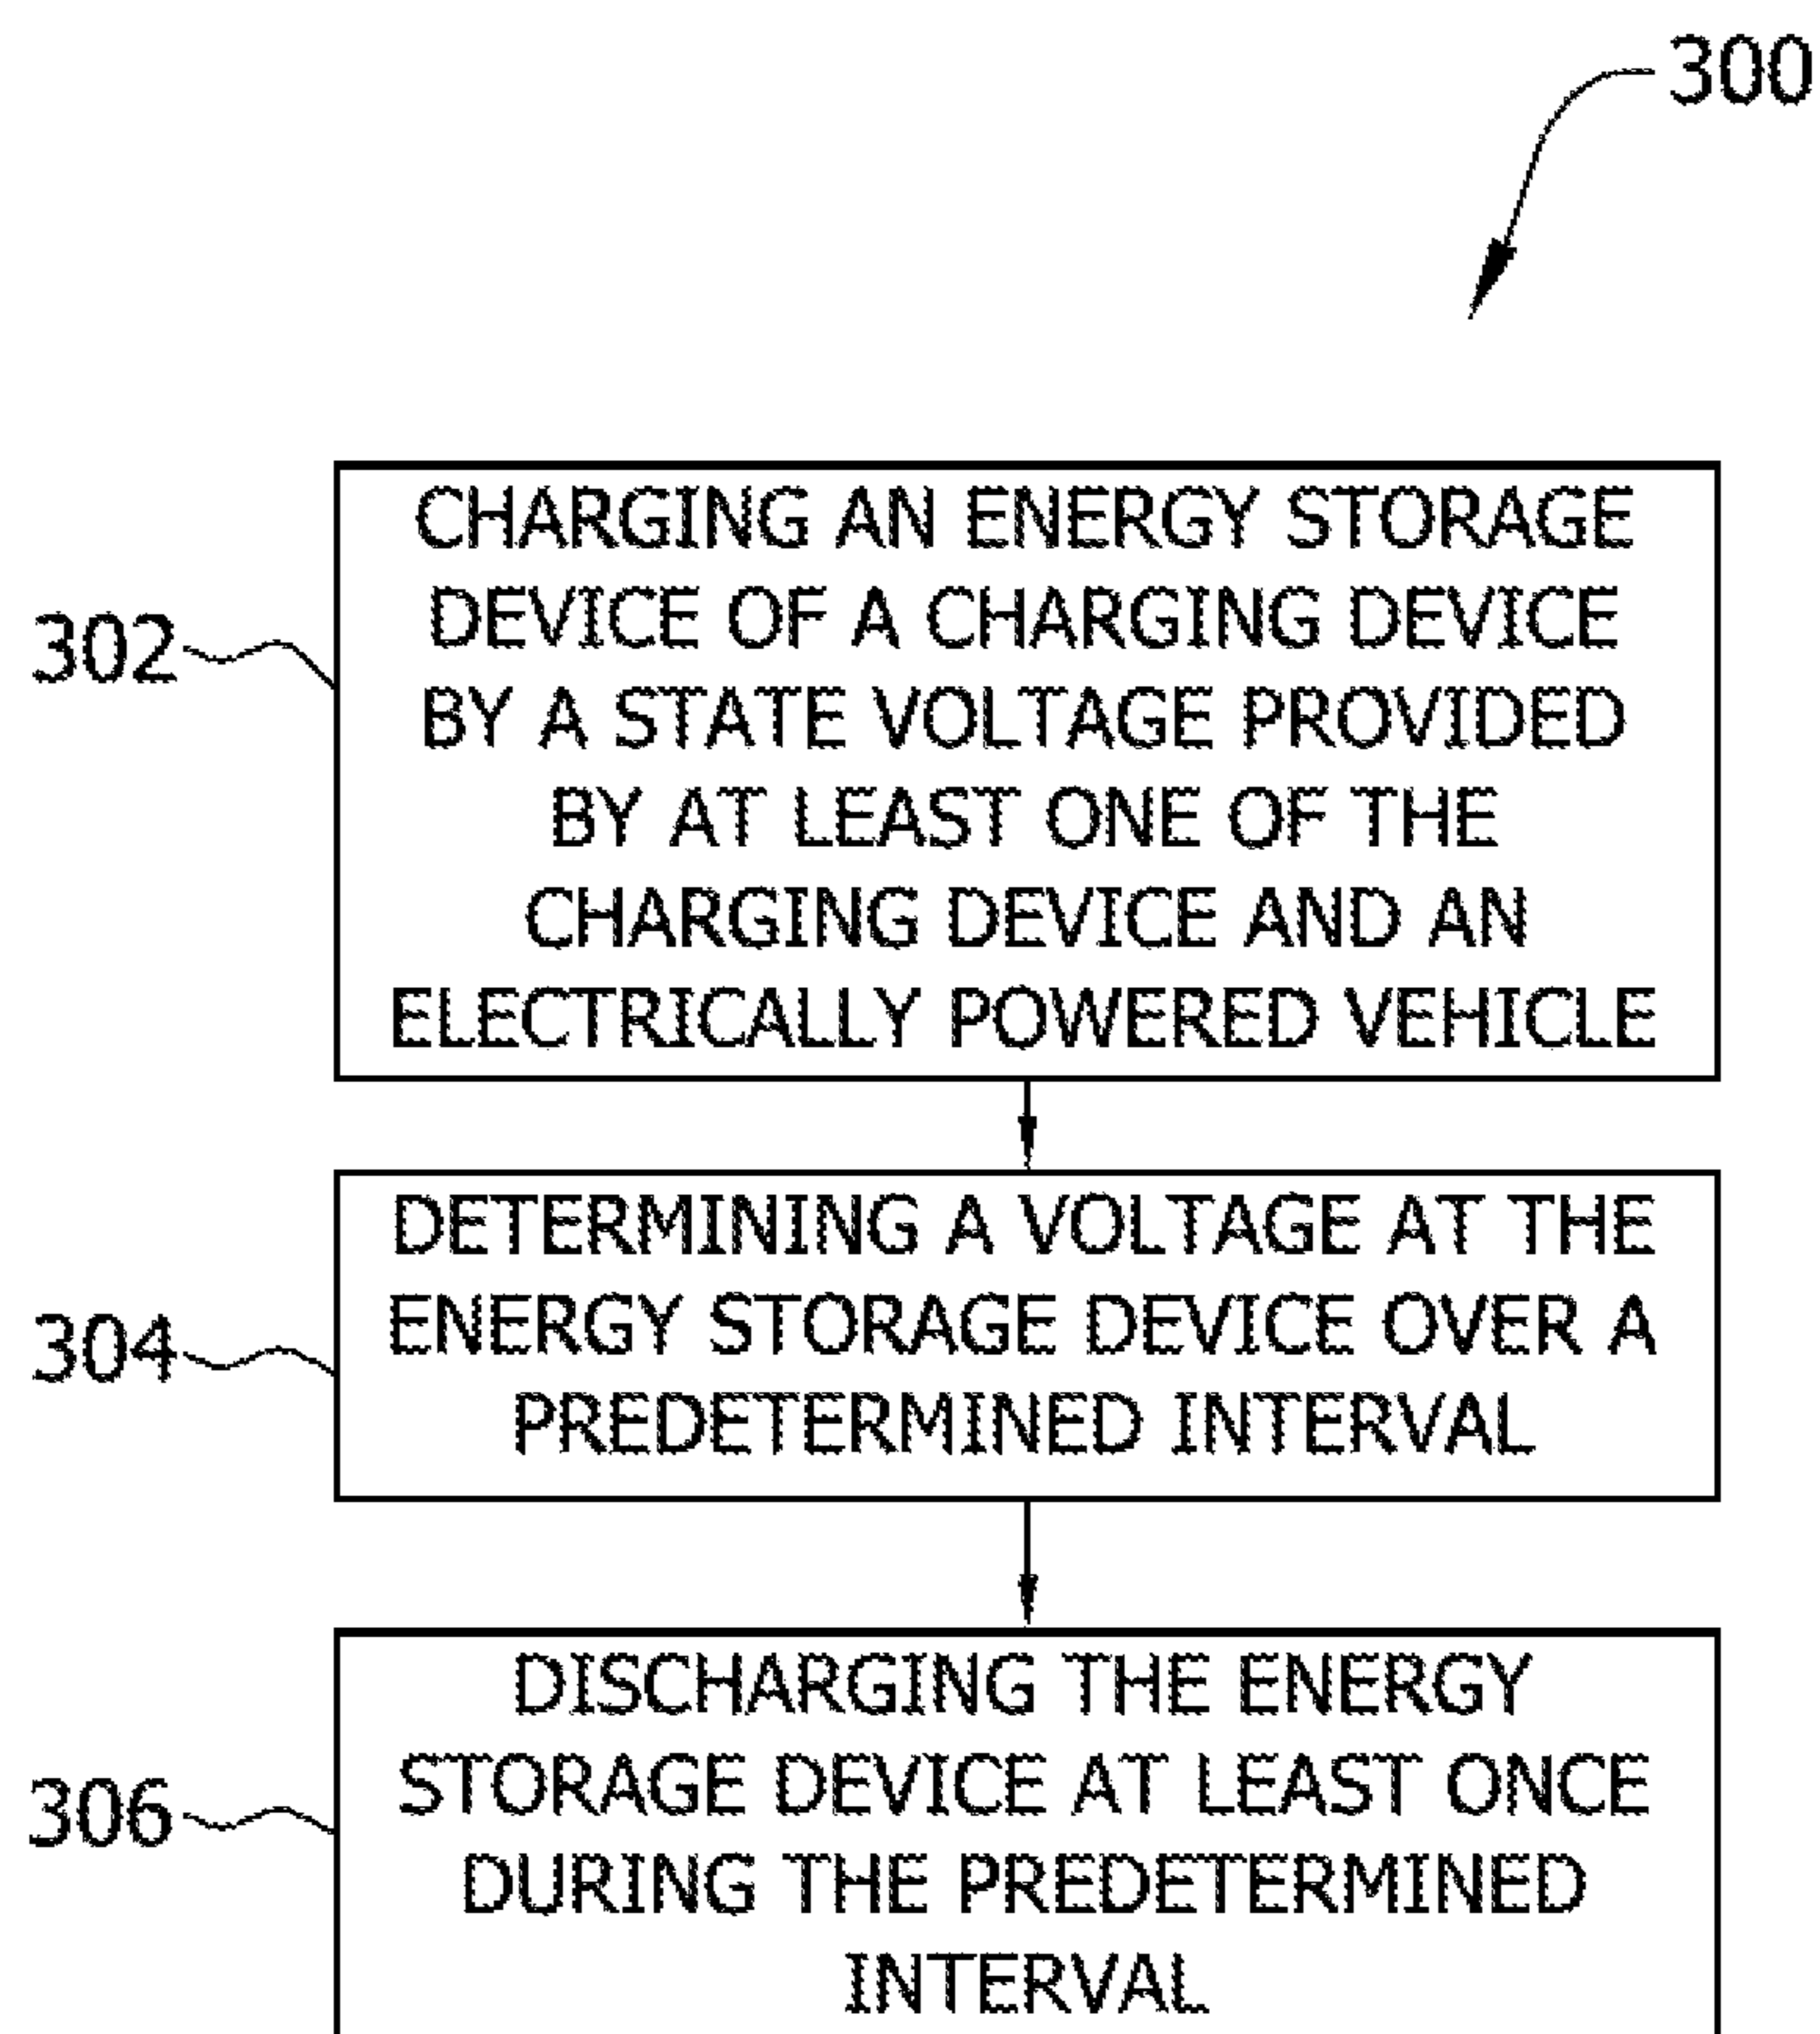 300
CHARGING AN ENERGY STORAGE
DEVICE OF A CHARGING DEVICE
BY A STATE VOLTAGE PROVIDED
BY AT LEAST ONE OF THE
CHARGING DEVICE AND AN
ELECTRICALLY POWERED VEHICLE
302
DETERMINING A VOLTAGE AT THE
ENERGY STORAGE DEVICE OVER A
PREDETERMINED INTERVAL
304
DISCHARGING THE ENERGY
STORAGE DEVICE AT LEAST ONCE
DURING THE PREDETERMINED
INTERVAL
306